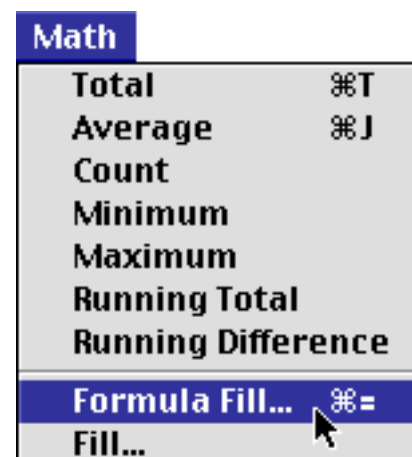 Math
Total ⌘T
Average ⌘J
Count
Minimum
Maximum
Running Total
Running Difference
Formula Fill... ⌘=
Fill...